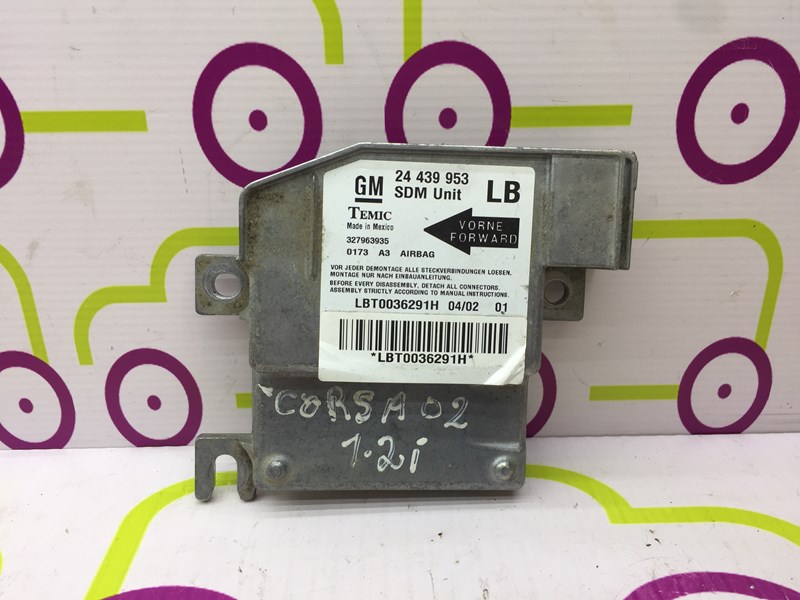 GM 24 439 953 LB
SDM Unit
TEMIC
Made in Mexico
VORNE
FORWARD
327963935
0173 A3 AIRBAG
VOR JEDER DEMONTAGE ALLE STECKVERBINDUNGEN LOESEN.
MONTAGE NUR NACH EINBAUANLEITUNG.
BEFORE EVERY DISASSEMBLY, DETACH ALL CONNECTORS.
ASSEMBLY STRICTLY ACCORDING TO MANUAL INSTRUCTIONS.
LBT0036291H 04/02 01
*LBT0036291H*
CORSA 02
1.2i